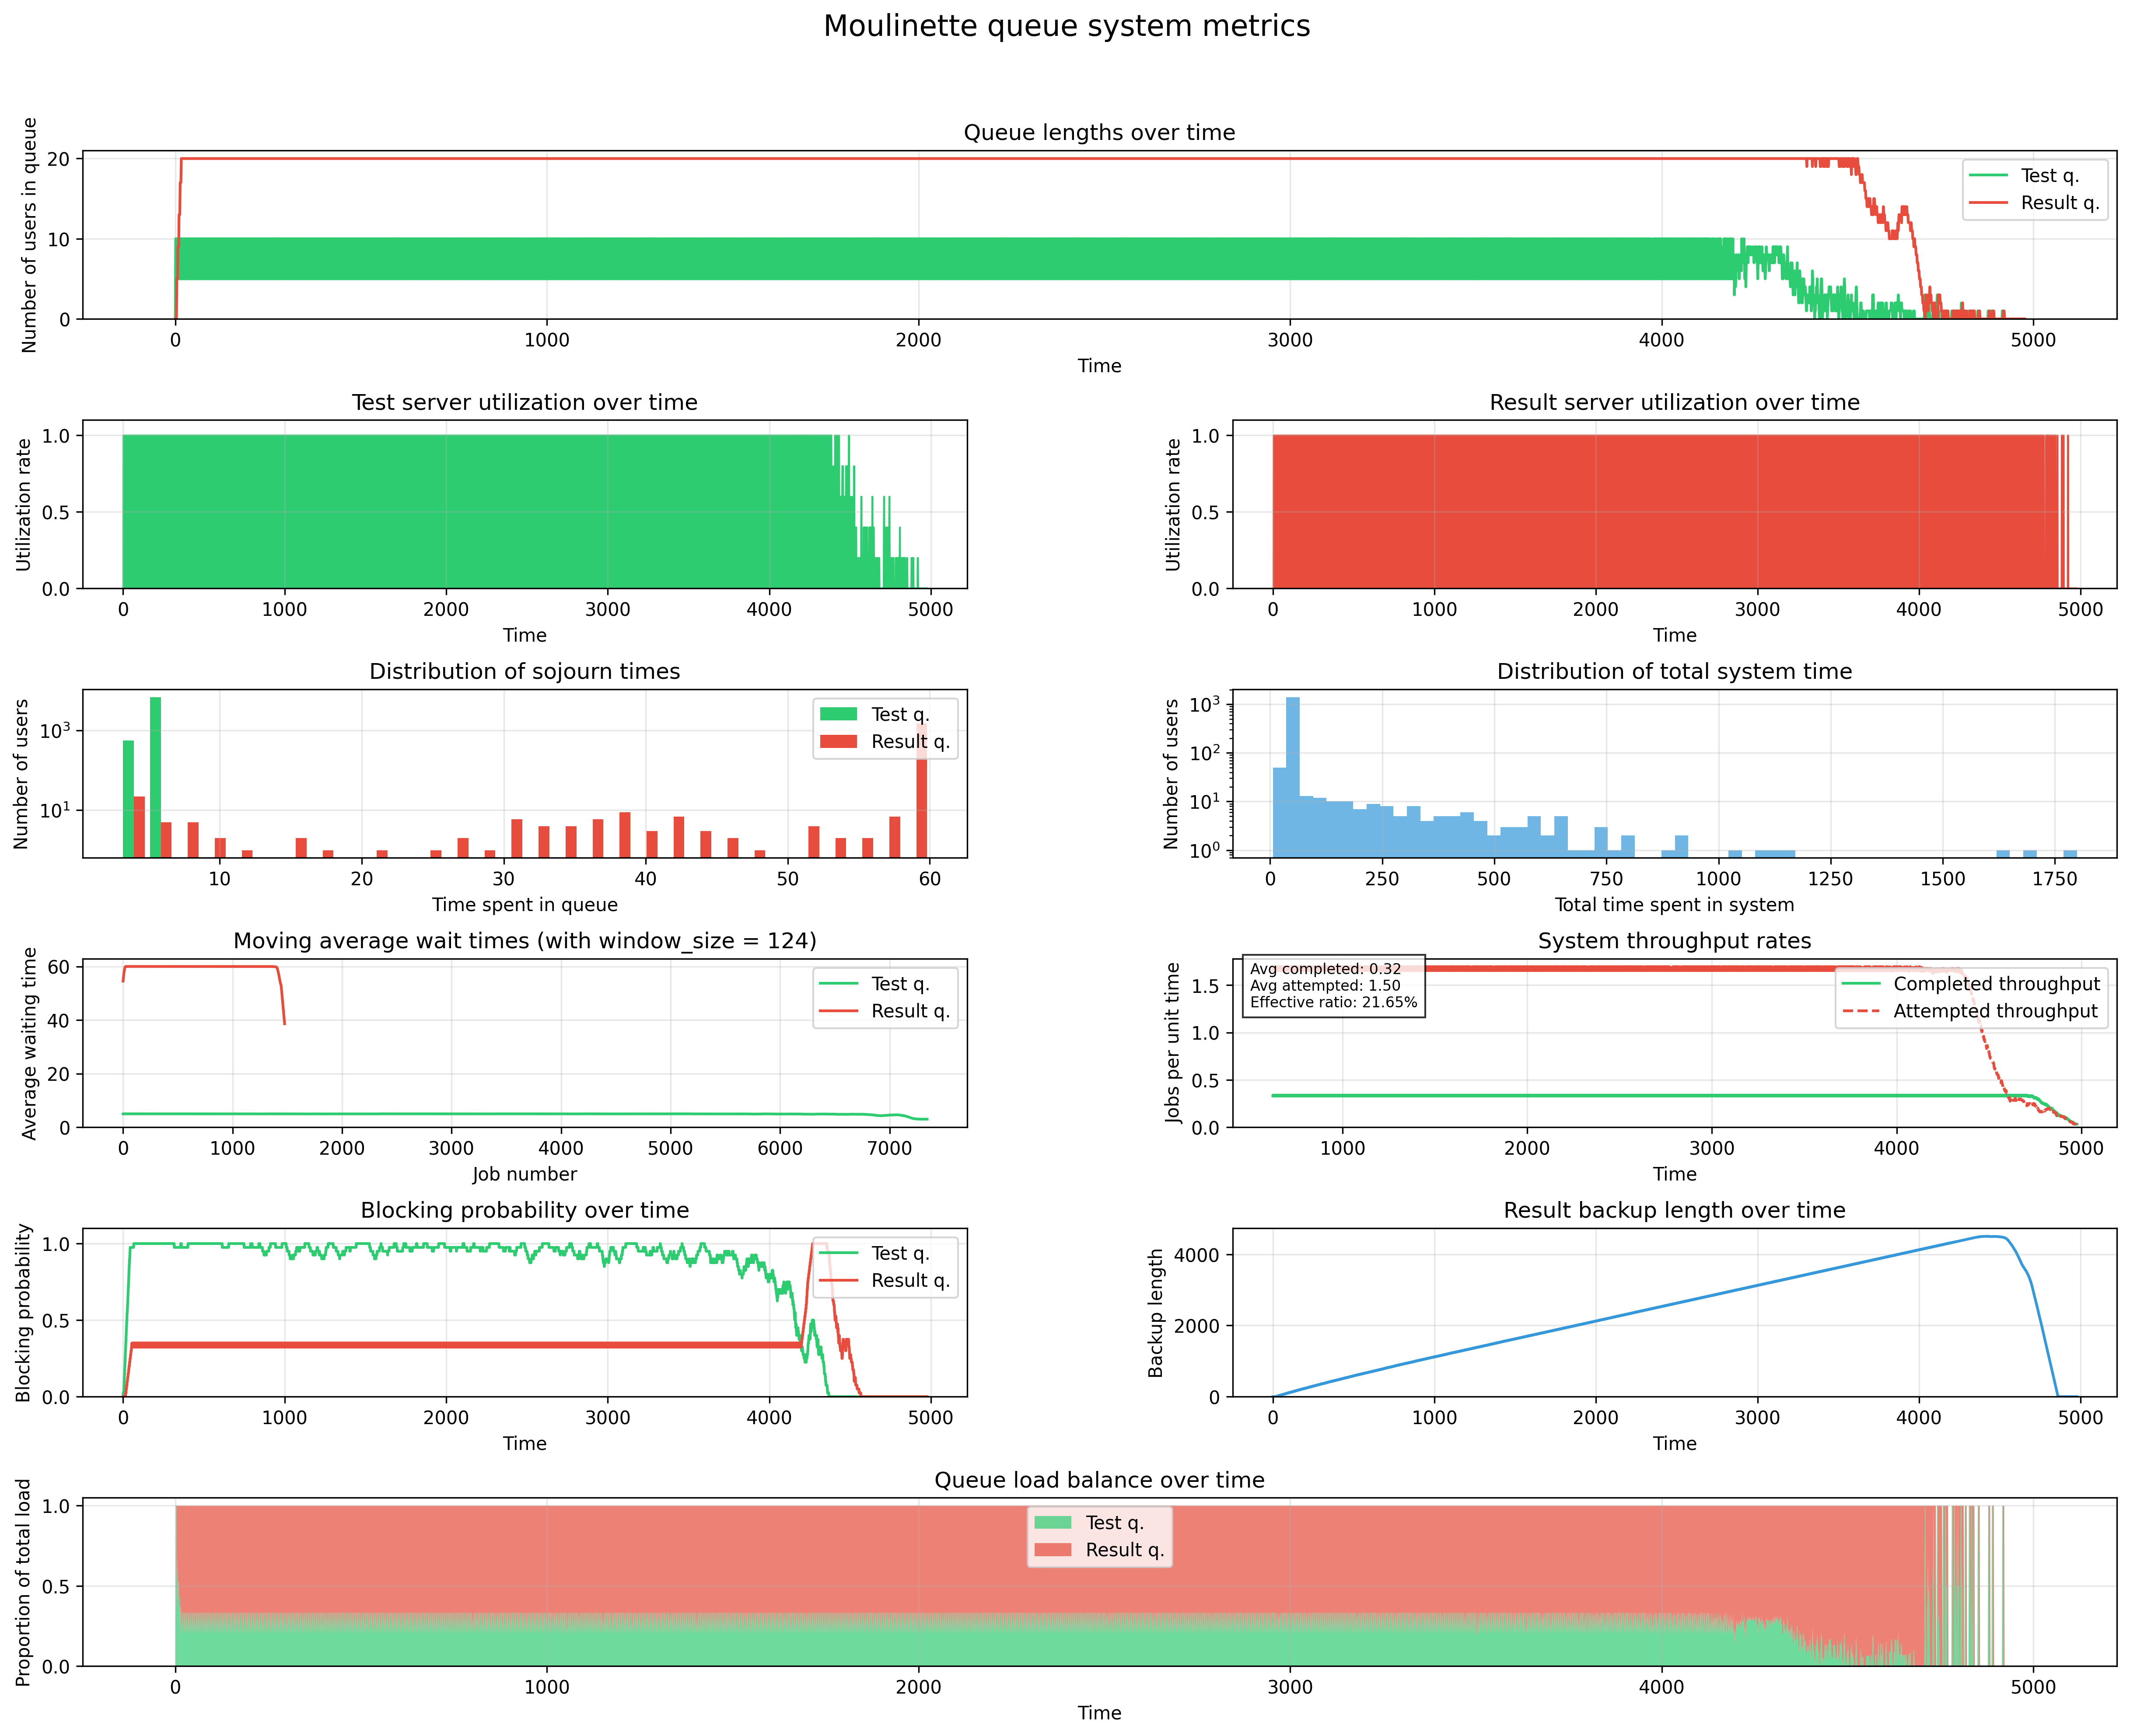 Moulinette queue system metrics
Queue lengths over time
Number of users in queue
20
10
0
Test q.
Result q.
0 1000 2000 3000 4000 5000
Time
Test server utilization over time
Utilization rate
1.0
0.5
0.0
0 1000 2000 3000 4000 5000
Time
Result server utilization over time
Utilization rate
1.0
0.5
0.0
0 1000 2000 3000 4000 5000
Time
Distribution of sojourn times
Number of users
10³
10¹
Test q.
Result q.
10 20 30 40 50 60
Time spent in queue
Distribution of total system time
Number of users
10³
10²
10¹
10⁰
0 250 500 750 1000 1250 1500 1750
Total time spent in system
Moving average wait times (with window_size = 124)
Average waiting time
60
40
20
0
Test q.
Result q.
0 1000 2000 3000 4000 5000 6000 7000
Job number
System throughput rates
Jobs per unit time
1.5
1.0
0.5
0.0
Avg completed: 0.32
Avg attempted: 1.50
Effective ratio: 21.65%
Completed throughput
Attempted throughput
1000 2000 3000 4000 5000
Time
Blocking probability over time
Blocking probability
1.0
0.5
0.0
Test q.
Result q.
0 1000 2000 3000 4000 5000
Time
Result backup length over time
Backup length
4000
2000
0
0 1000 2000 3000 4000 5000
Time
Queue load balance over time
Proportion of total load
1.0
0.5
0.0
Test q.
Result q.
0 1000 2000 3000 4000 5000
Time